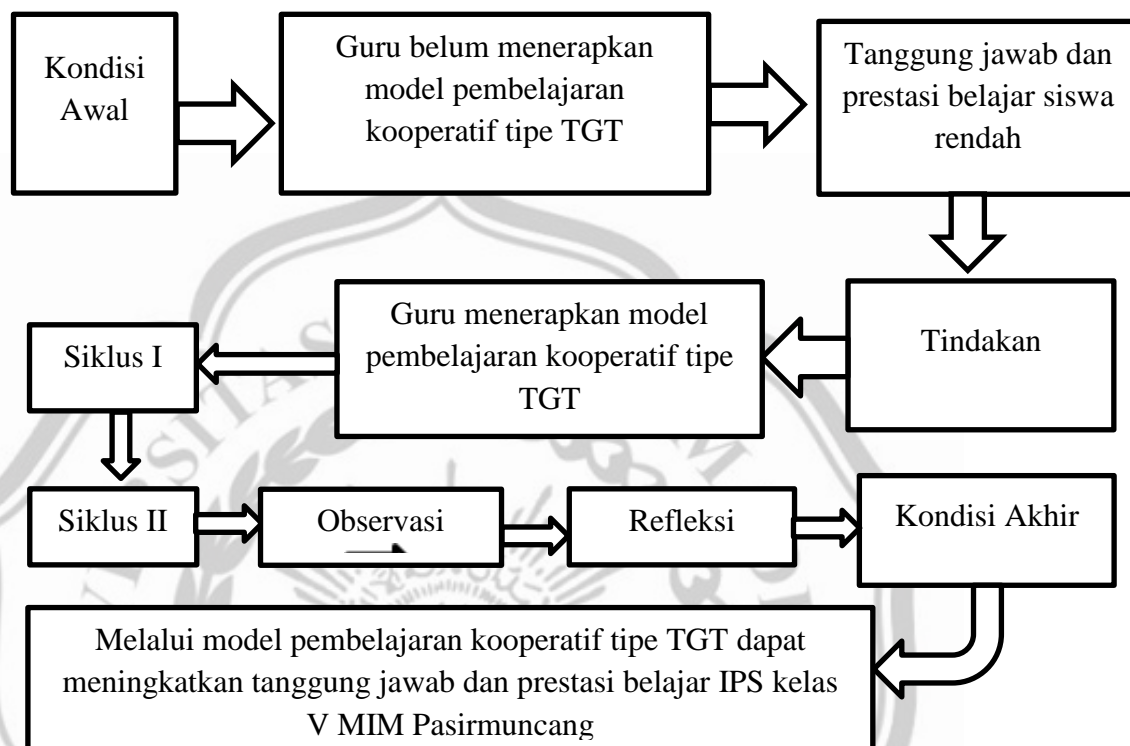 Kondisi
Awal
Guru belum menerapkan
model pembelajaran
kooperatif tipe TGT
Tanggung jawab dan
prestasi belajar siswa
rendah
Tindakan
Guru menerapkan model
pembelajaran kooperatif tipe
TGT
Siklus I
Siklus II
Observasi
Refleksi
Kondisi Akhir
Melalui model pembelajaran kooperatif tipe TGT dapat
meningkatkan tanggung jawab dan prestasi belajar IPS kelas
V MIM Pasirmuncang